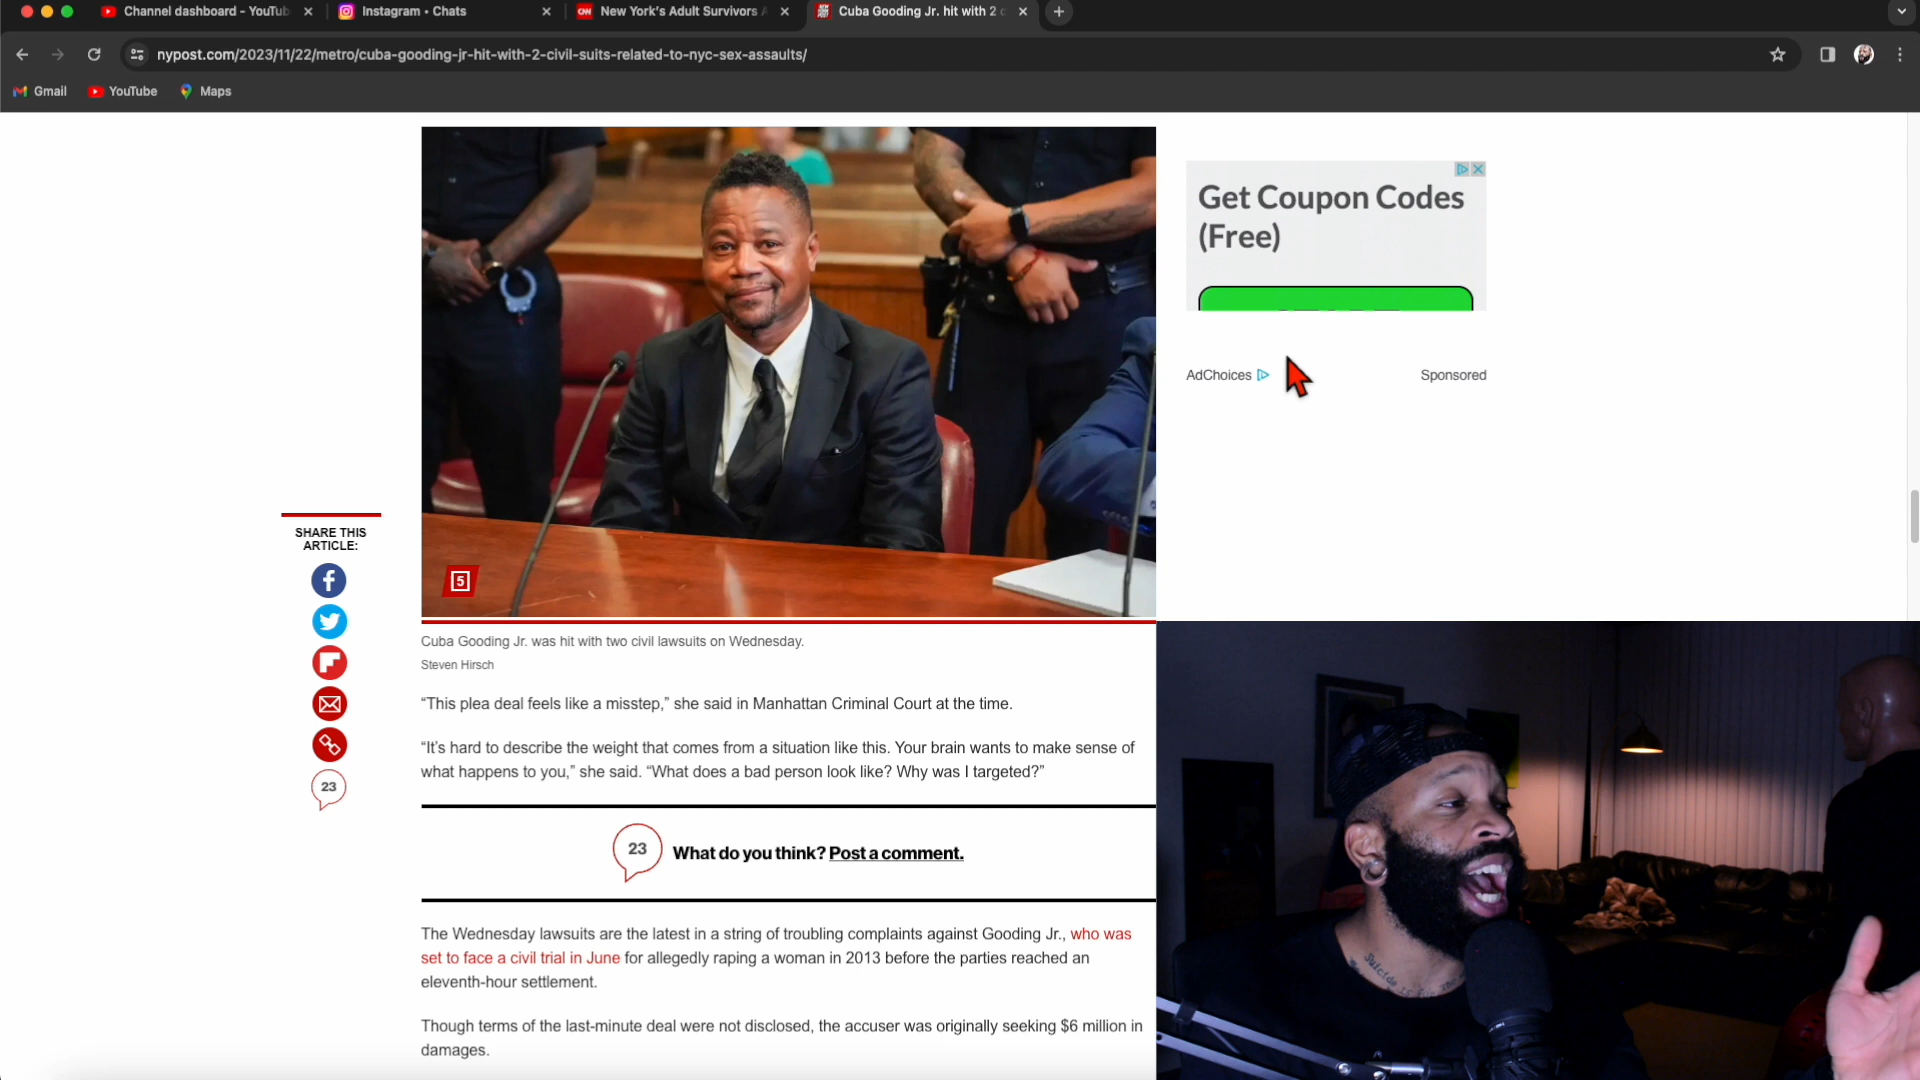 Channel dashboard - YouTub
Instagram • Chats
New York's Adult Survivors A
Cuba Gooding Jr. hit with 2 c
nypost.com/2023/11/22/metro/cuba-gooding-jr-hit-with-2-civil-suits-related-to-nyc-sex-assaults/
Gmail
YouTube
Maps
Get Coupon Codes
(Free)
AdChoices
Sponsored
SHARE THIS
ARTICLE:
23
5
Cuba Gooding Jr. was hit with two civil lawsuits on Wednesday.
Steven Hirsch
“This plea deal feels like a misstep,” she said in Manhattan Criminal Court at the time.
“It’s hard to describe the weight that comes from a situation like this. Your brain wants to make sense of
what happens to you,” she said. “What does a bad person look like? Why was I targeted?”
23
What do you think? Post a comment.
The Wednesday lawsuits are the latest in a string of troubling complaints against Gooding Jr., who was
set to face a civil trial in June for allegedly raping a woman in 2013 before the parties reached an
eleventh-hour settlement.
Though terms of the last-minute deal were not disclosed, the accuser was originally seeking $6 million in
damages.